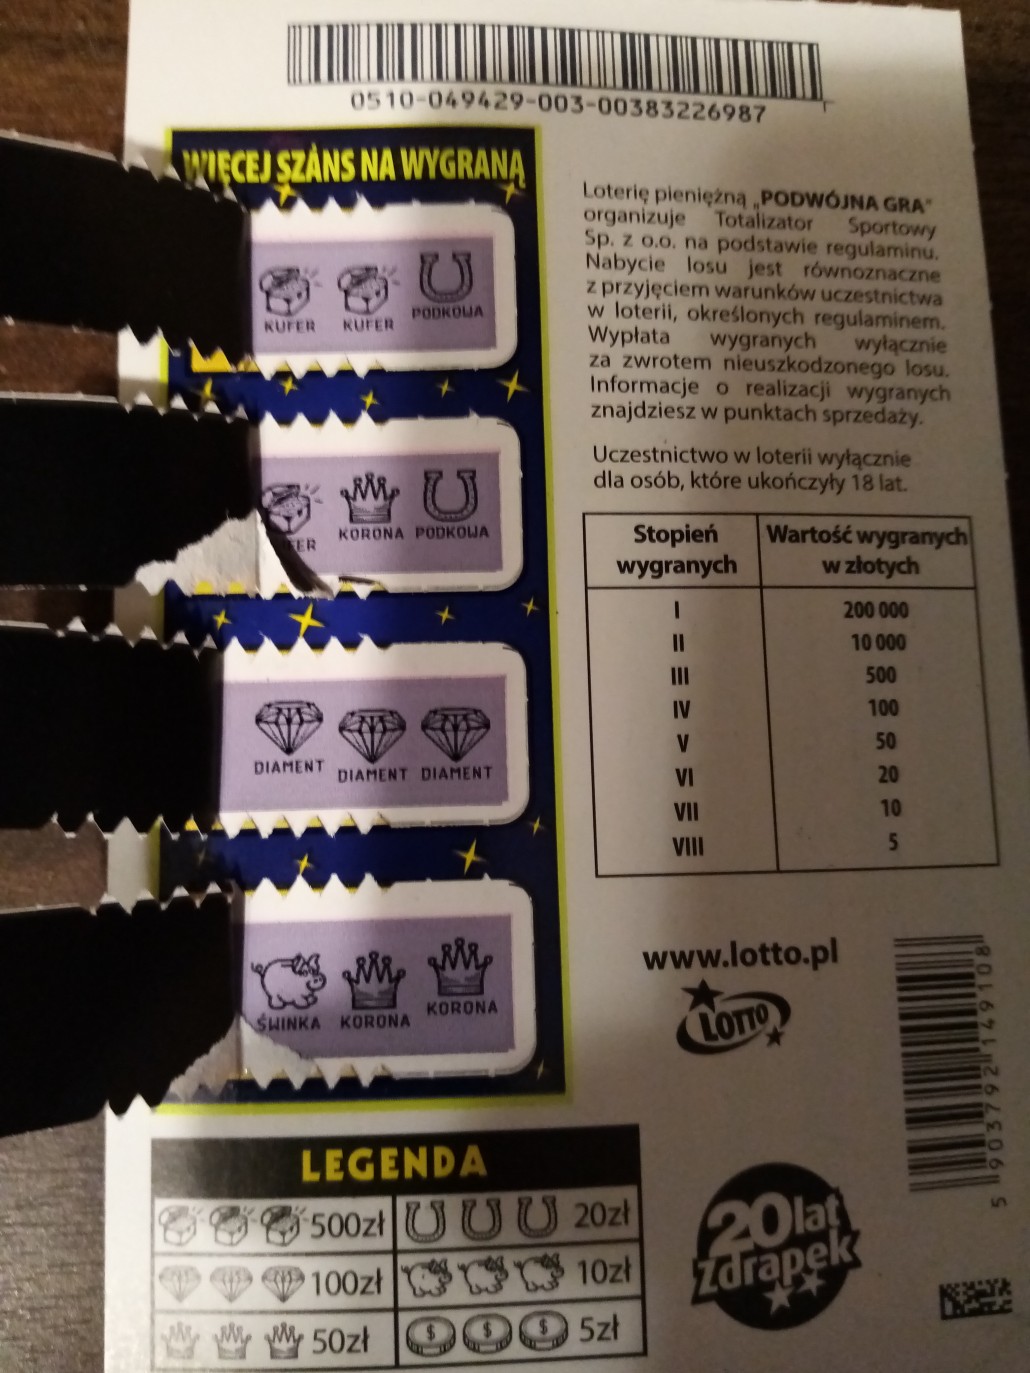 0510-049429-003-00383226987
WIĘCEJ SZANS NA WYGRANĄ
KUFER KUFER PODKOWA
KORONA PODKOWA
DIAMENT DIAMENT DIAMENT
ŚWINKA KORONA KORONA
Loterię pieniężną „PODWÓJNA GRA"
organizuje Totalizator Sportowy
Sp. z o.o. na podstawie regulaminu.
Nabycie losu jest równoznaczne
z przyjęciem warunków uczestnictwa
w loterii, określonych regulaminem.
Wypłata wygranych wyłącznie
za zwrotem nieuszkodzonego losu.
Informacje o realizacji wygranych
znajdziesz w punktach sprzedaży.
Uczestnictwo w loterii wyłącznie
dla osób, które ukończyły 18 lat.
Stopień wygranych Wartość wygranych w złotych
I 200 000
II 10 000
III 500
IV 100
V 50
VI 20
VII 10
VIII 5
www.lotto.pl
LOTTO
5 903792 149108
LEGENDA
500zł 20zł
100zł 10zł
50zł $ $ $ 5zł
20 lat
Zdrapek